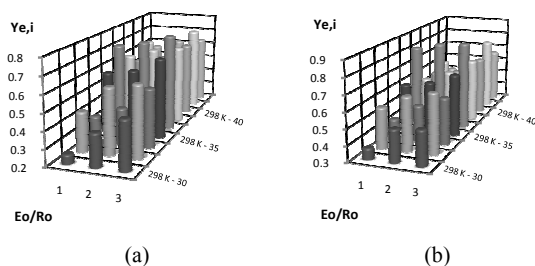 Ye,i
0.8
0.7
0.6
0.5
0.4
0.3
0.2
1
2
3
298 K - 30
298 K - 35
298 K - 40
Eo/Ro
(a)
Ye,i
0.9
0.8
0.7
0.6
0.5
0.4
0.3
1
2
3
298 K - 30
298 K - 35
298 K - 40
Eo/Ro
(b)